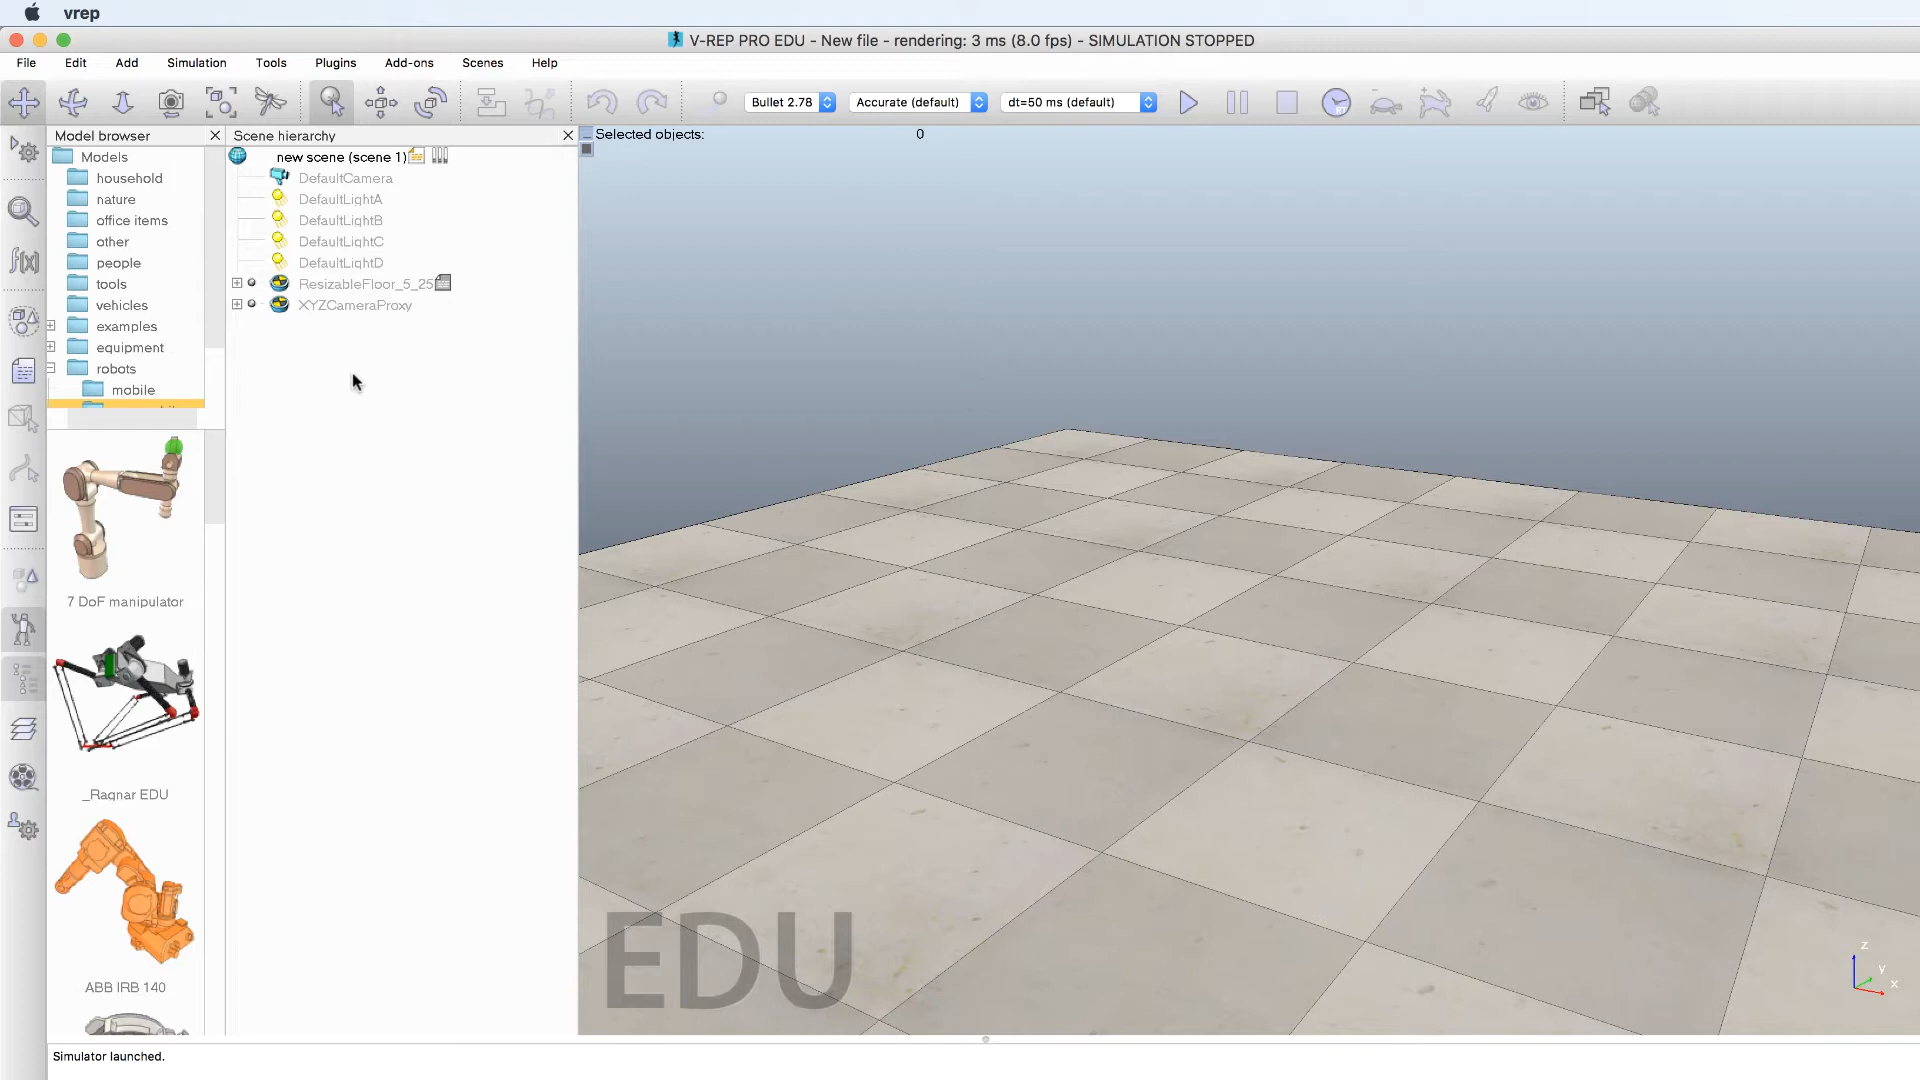 vrep
V-REP PRO EDU - New file - rendering: 3 ms (8.0 fps) - SIMULATION STOPPED
File Edit Add Simulation Tools Plugins Add-ons Scenes Help
Bullet 2.78 Accurate (default) dt=50 ms (default)
Model browser
Models
household
nature
office items
other
people
tools
vehicles
examples
equipment
robots
mobile
7 DoF manipulator
_Ragnar EDU
ABB IRB 140
Scene hierarchy
new scene (scene 1)
DefaultCamera
DefaultLightA
DefaultLightB
DefaultLightC
DefaultLightD
ResizableFloor_5_25
XYZCameraProxy
Selected objects: 0
EDU
z
y
x
Simulator launched.